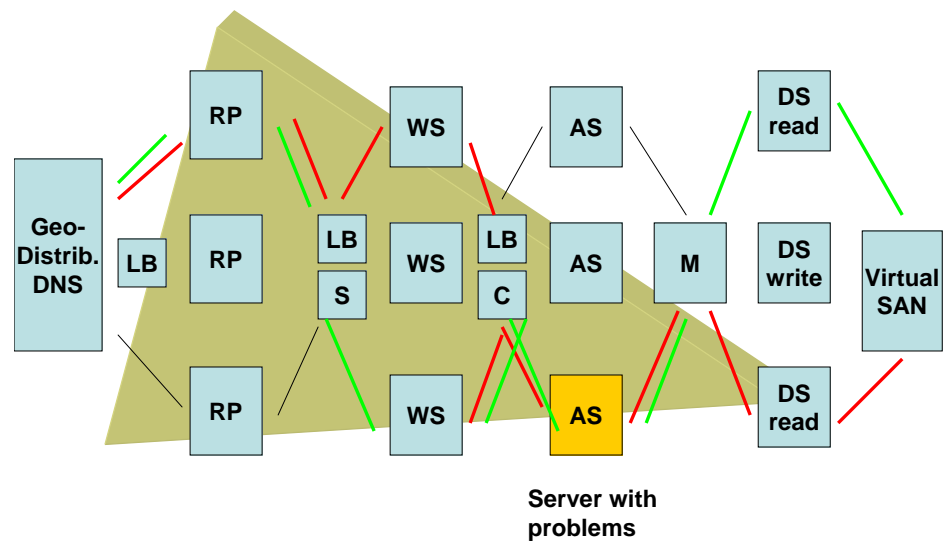 Geo-
Distrib.
DNS
LB
RP
RP
RP
LB
S
WS
WS
WS
LB
C
AS
AS
AS
Server with
problems
M
DS
read
DS
write
DS
read
Virtual
SAN